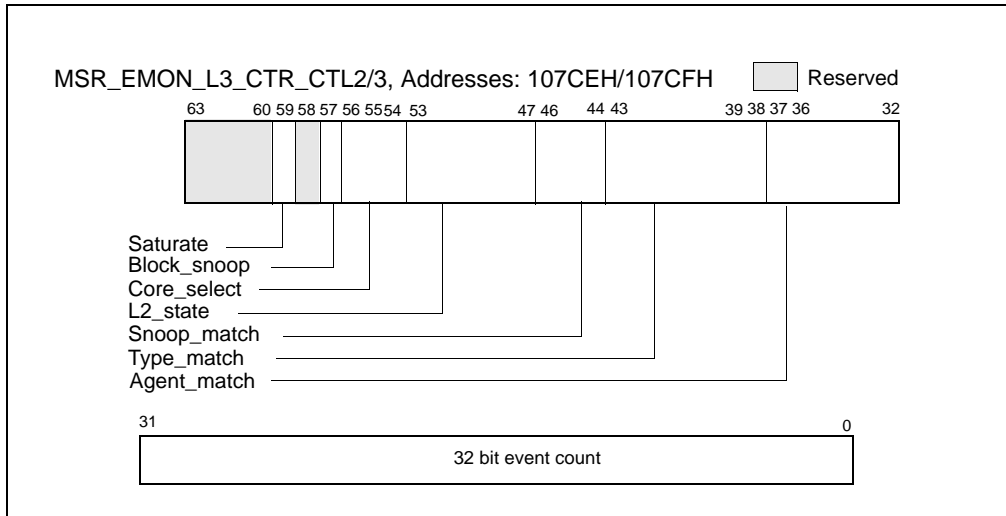 MSR_EMON_L3_CTR_CTL2/3, Addresses: 107CEH/107CFH Reserved
63 60 59 58 57 56 55 54 53 47 46 44 43 39 38 37 36 32
Saturate
Block_snoop
Core_select
L2_state
Snoop_match
Type_match
Agent_match
31 0
32 bit event count